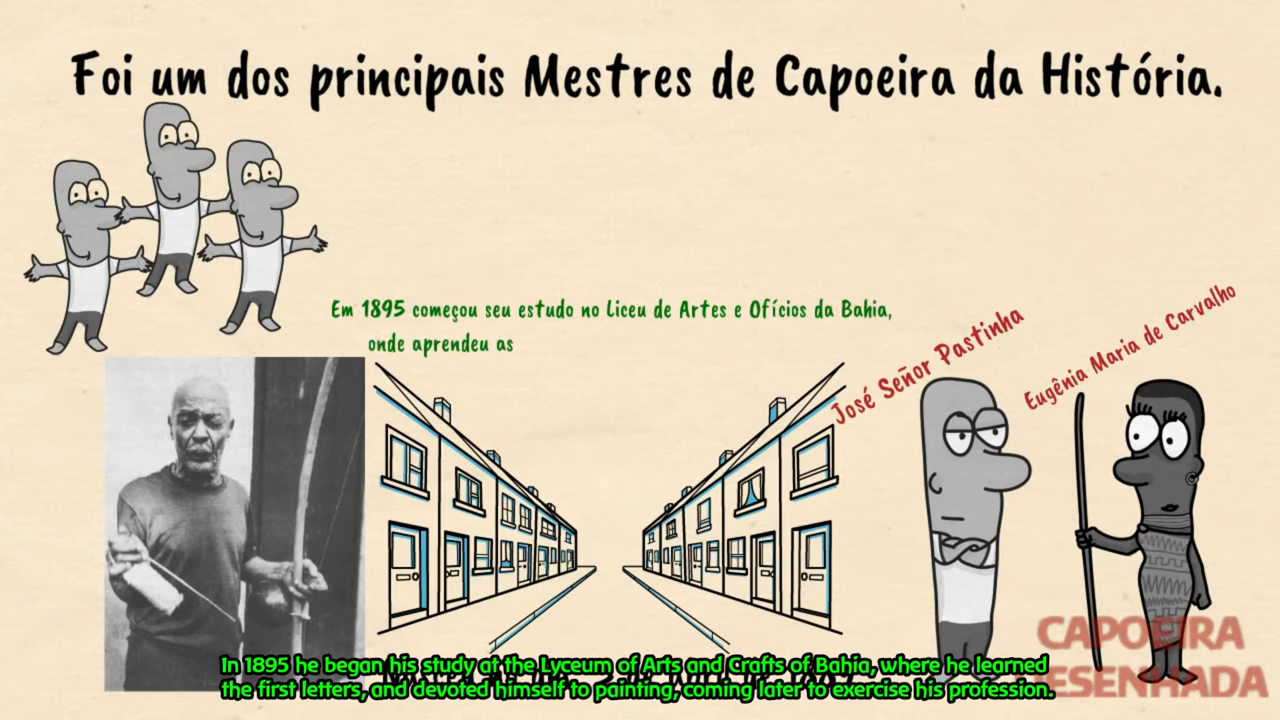 Foi um dos principais Mestres de Capoeira da História.
Em 1895 começou seu estudo no Liceu de Artes e Ofícios da Bahia,
onde aprendeu as
José Señor Pastinha
Eugênia Maria de Carvalho
CAPOEIRA
DESENHADA
In 1895 he began his study at the Lyceum of Arts and Crafts of Bahia, where he learned
the first letters, and devoted himself to painting, coming later to exercise his profession.